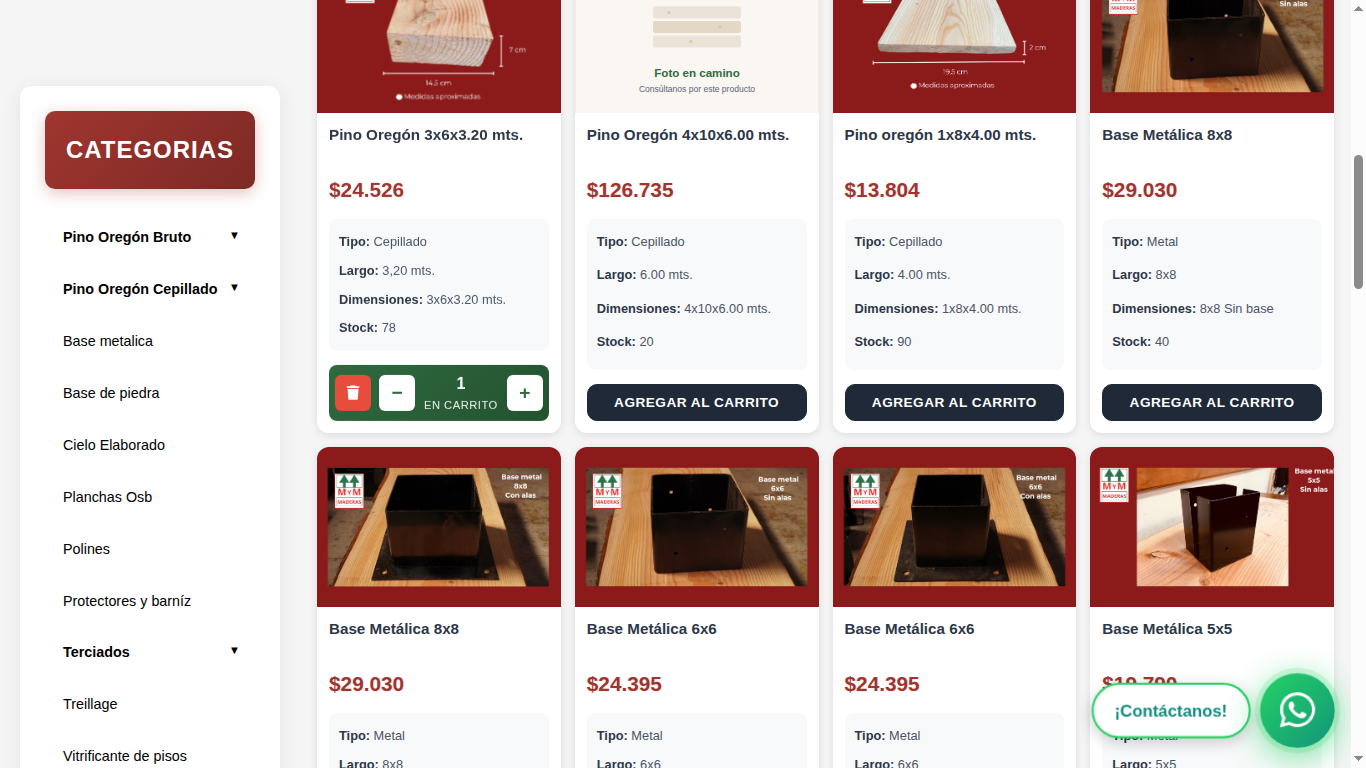 CATEGORIAS
Pino Oregón Bruto ▼
Pino Oregón Cepillado ▼
Base metalica
Base de piedra
Cielo Elaborado
Planchas Osb
Polines
Protectores y barníz
Terciados ▼
Treillage
Vitrificante de pisos
7 cm
14,5 cm
Medidas aproximadas
Pino Oregón 3x6x3.20 mts.
$24.526
Tipo: Cepillado
Largo: 3,20 mts.
Dimensiones: 3x6x3.20 mts.
Stock: 78
−
1
EN CARRITO
+
Foto en camino
Consúltanos por este producto
Pino Oregón 4x10x6.00 mts.
$126.735
Tipo: Cepillado
Largo: 6.00 mts.
Dimensiones: 4x10x6.00 mts.
Stock: 20
AGREGAR AL CARRITO
2 cm
19,5 cm
Medidas aproximadas
Pino oregón 1x8x4.00 mts.
$13.804
Tipo: Cepillado
Largo: 4.00 mts.
Dimensiones: 1x8x4.00 mts.
Stock: 90
AGREGAR AL CARRITO
MADERAS
Sin alas
Base Metálica 8x8
$29.030
Tipo: Metal
Largo: 8x8
Dimensiones: 8x8 Sin base
Stock: 40
AGREGAR AL CARRITO
MYM
MADERAS
Base metal
8x8
Con alas
Base Metálica 8x8
$29.030
Tipo: Metal
Largo: 8x8
MYM
MADERAS
Base metal
6x6
Sin alas
Base Metálica 6x6
$24.395
Tipo: Metal
Largo: 6x6
MYM
MADERAS
Base metal
6x6
Con alas
Base Metálica 6x6
$24.395
Tipo: Metal
Largo: 6x6
MYM
MADERAS
Base metal
5x5
Sin alas
Base Metálica 5x5
$19.790
Tipo: Metal
Largo: 5x5
¡Contáctanos!